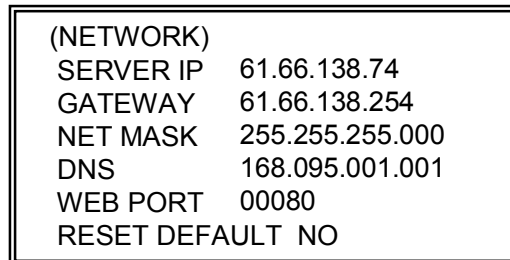 (NETWORK)
SERVER IP 61.66.138.74
GATEWAY 61.66.138.254
NET MASK 255.255.255.000
DNS 168.095.001.001
WEB PORT 00080
RESET DEFAULT NO